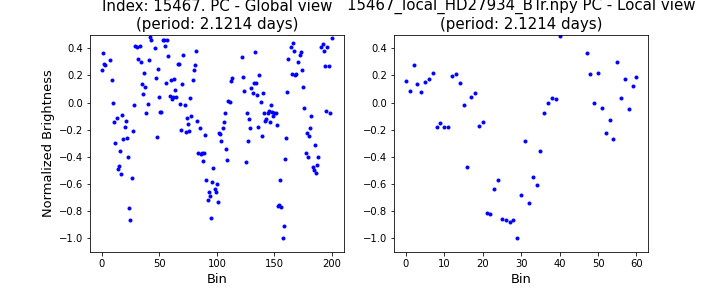 Index: 15467. PC - Global view
(period: 2.1214 days)
15467_local_HD27934_BTr.npy PC - Local view
(period: 2.1214 days)
Normalized Brightness
0.4
0.2
0.0
−0.2
−0.4
−0.6
−0.8
−1.0
0 50 100 150 200
Bin
0.4
0.2
0.0
−0.2
−0.4
−0.6
−0.8
−1.0
0 10 20 30 40 50 60
Bin